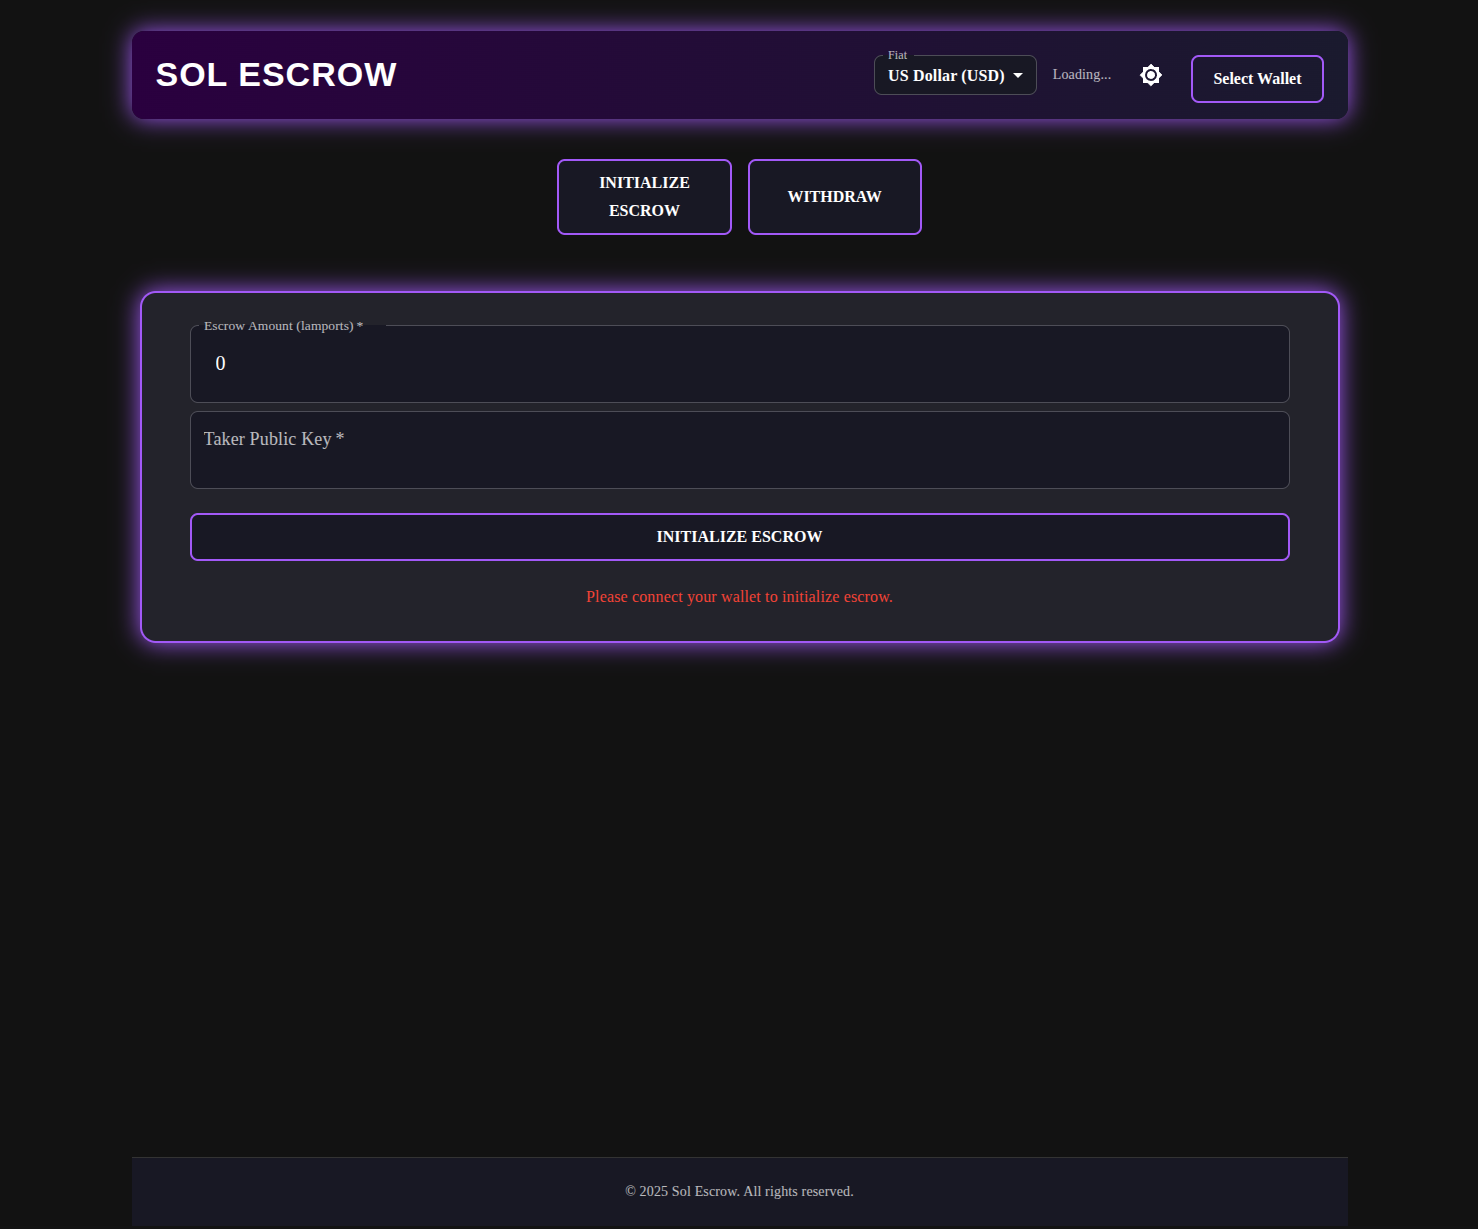 SOL ESCROW
Fiat
US Dollar (USD)
Loading...
Select Wallet
INITIALIZE
ESCROW
WITHDRAW
Escrow Amount (lamports) *
0
Taker Public Key *
INITIALIZE ESCROW
Please connect your wallet to initialize escrow.
© 2025 Sol Escrow. All rights reserved.